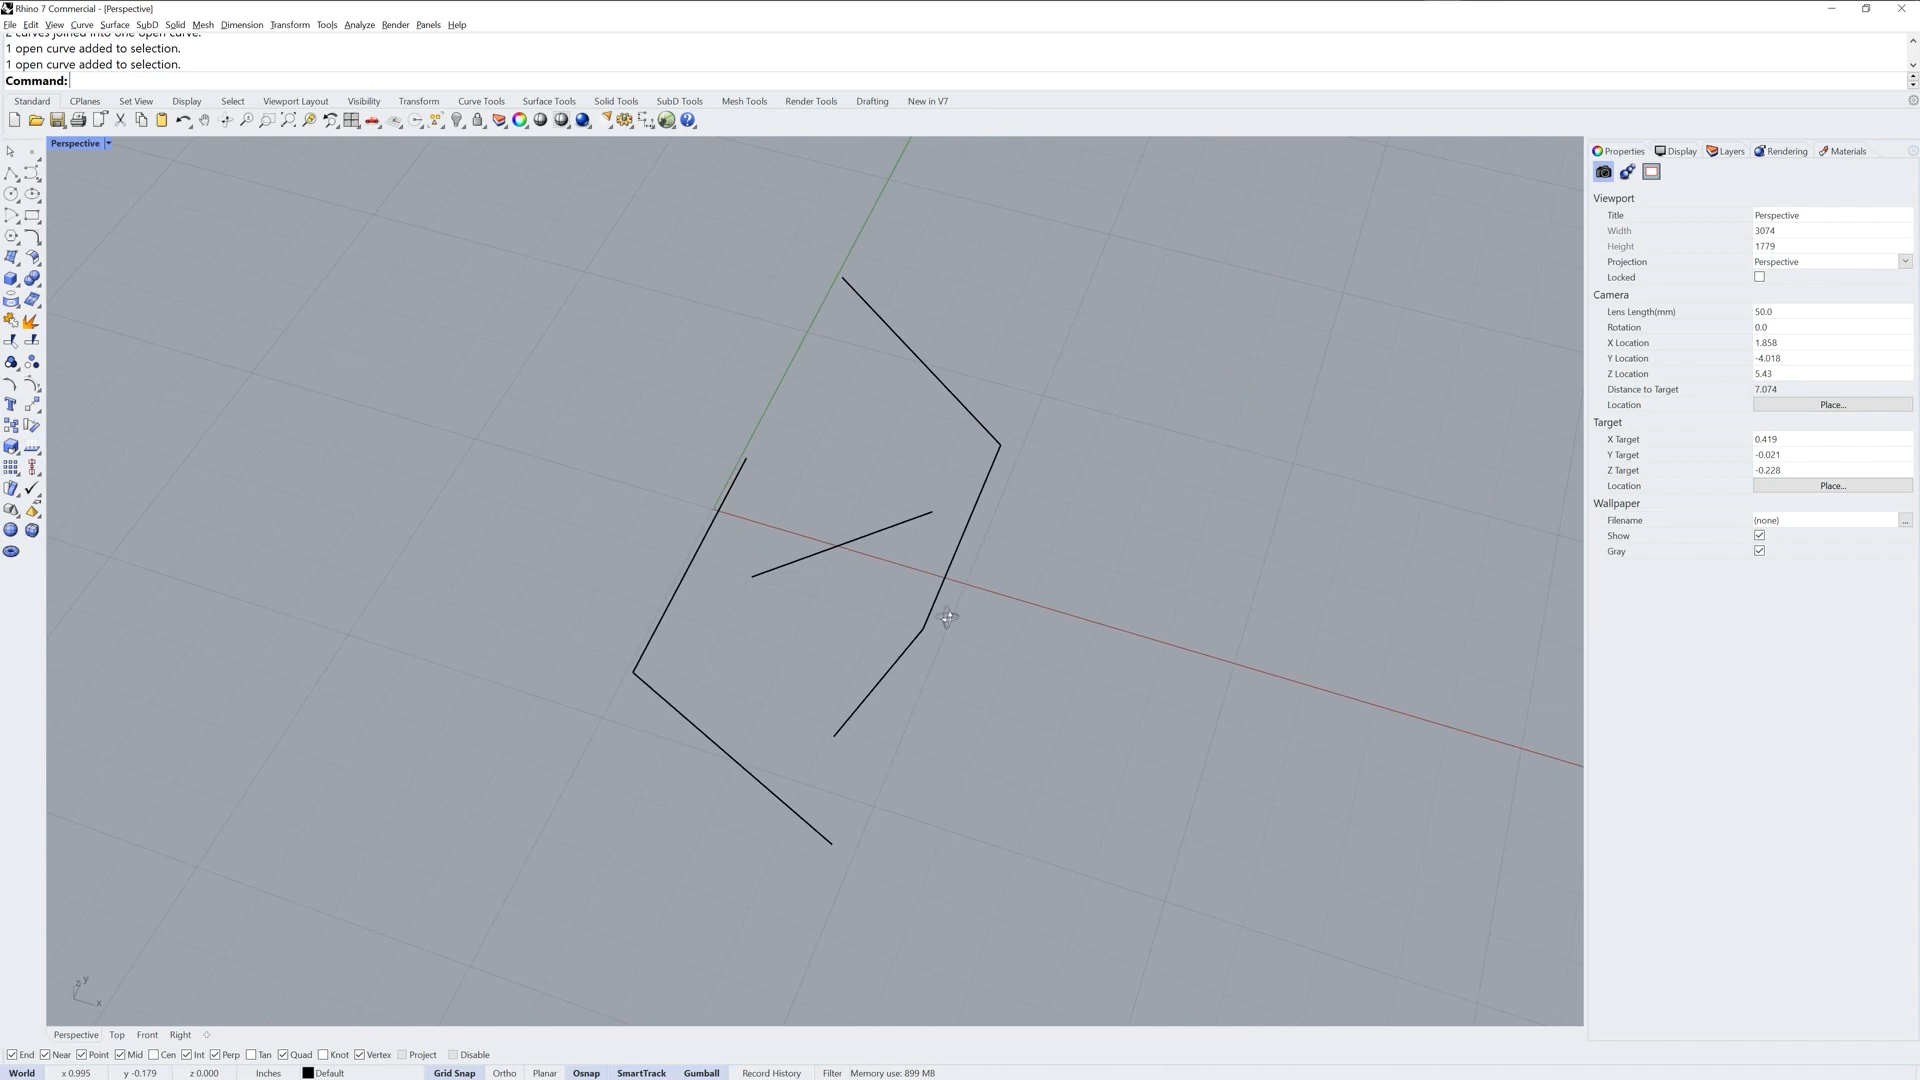 Rhino 7 Commercial - [Perspective]
File Edit View Curve Surface SubD Solid Mesh Dimension Transform Tools Analyze Render Panels Help
2 curves joined into one open curve.
1 open curve added to selection.
1 open curve added to selection.
Command:
Standard CPlanes Set View Display Select Viewport Layout Visibility Transform Curve Tools Surface Tools Solid Tools SubD Tools Mesh Tools Render Tools Drafting New in V7
Perspective
Properties Display Layers Rendering Materials
Viewport
Title Perspective
Width 3074
Height 1779
Projection Perspective
Locked
Camera
Lens Length(mm) 50.0
Rotation 0.0
X Location 1.858
Y Location -4.018
Z Location 5.43
Distance to Target 7.074
Location Place...
Target
X Target 0.419
Y Target -0.021
Z Target -0.228
Location Place...
Wallpaper
Filename (none) ...
Show
Gray
z y
x
Perspective Top Front Right
End Near Point Mid Cen Int Perp Tan Quad Knot Vertex Project Disable
World x 0.995 y -0.179 z 0.000 Inches Default Grid Snap Ortho Planar Osnap SmartTrack Gumball Record History Filter Memory use: 899 MB